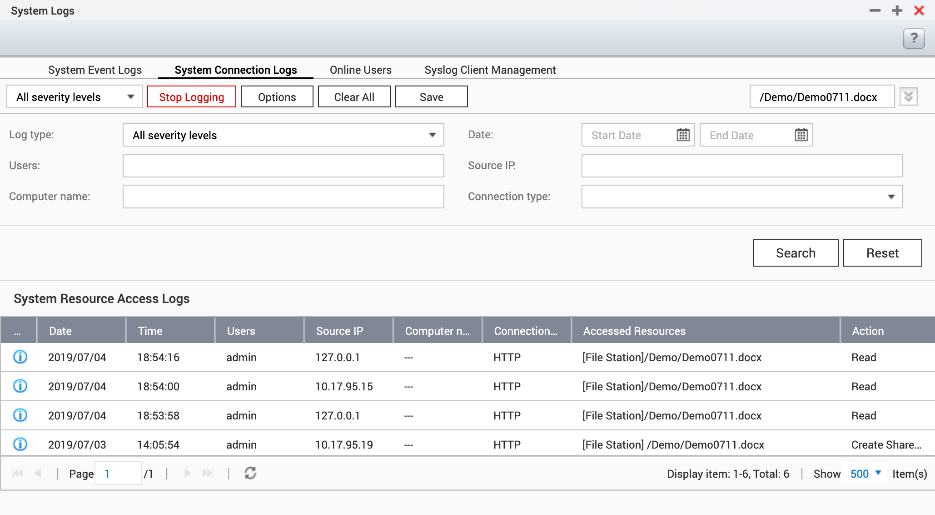 System Logs
?
System Event Logs System Connection Logs Online Users Syslog Client Management
All severity levels Stop Logging Options Clear All Save /Demo/Demo0711.docx
Log type: All severity levels Date: Start Date End Date
Users: Source IP:
Computer name: Connection type:
Search Reset
System Resource Access Logs
... Date Time Users Source IP Computer n... Connection... Accessed Resources Action
2019/07/04 18:54:16 admin 127.0.0.1 --- HTTP [File Station]/Demo/Demo0711.docx Read
2019/07/04 18:54:00 admin 10.17.95.15 --- HTTP [File Station]/Demo/Demo0711.docx Read
2019/07/04 18:53:58 admin 127.0.0.1 --- HTTP [File Station]/Demo/Demo0711.docx Read
2019/07/03 14:05:54 admin 10.17.95.19 --- HTTP [File Station] /Demo/Demo0711.docx Create Share...
Page 1 /1 Display item: 1-6, Total: 6 Show 500 Item(s)